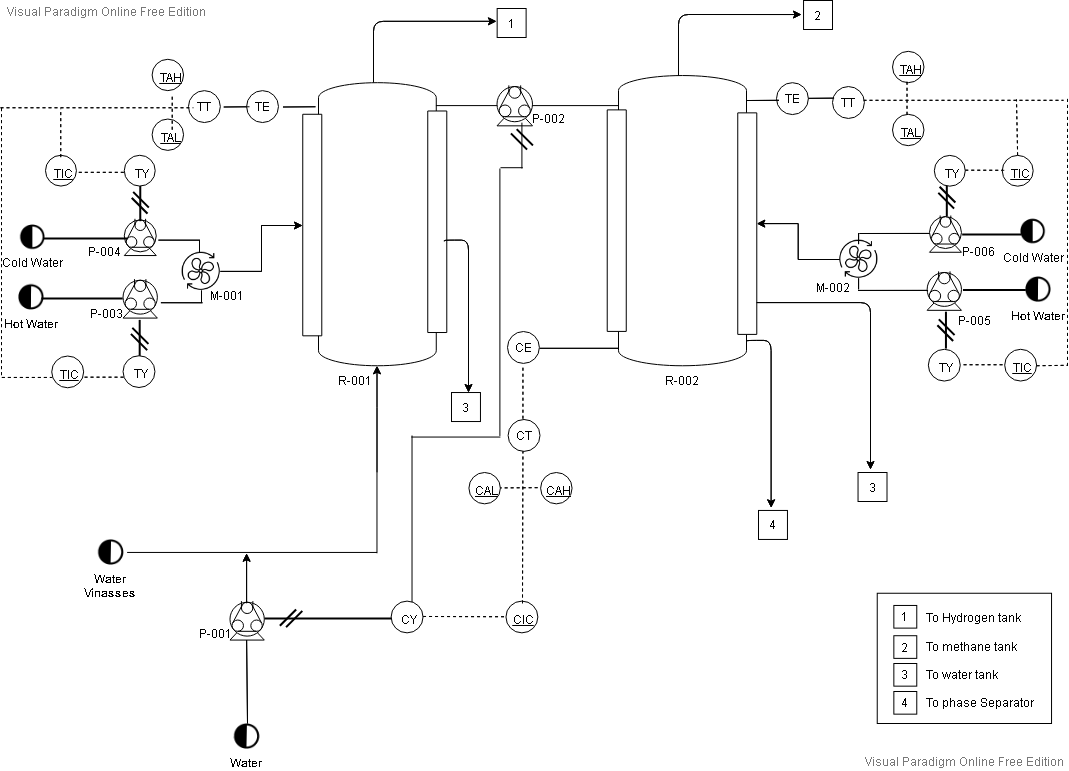 Visual Paradigm Online Free Edition
1
2
TAH
TT
TE
TAL
P-002
TE
TT
TAH
TAL
TIC
TY
TY
TIC
P-004
Cold Water
M-001
P-003
Hot Water
TIC
TY
P-006
Cold Water
M-002
P-005
Hot Water
TY
TIC
CE
R-001
R-002
3
CT
CAL
CAH
3
4
Water
Vinasses
P-001
CY
CIC
Water
1 To Hydrogen tank
2 To methane tank
3 To water tank
4 To phase Separator
Visual Paradigm Online Free Edition